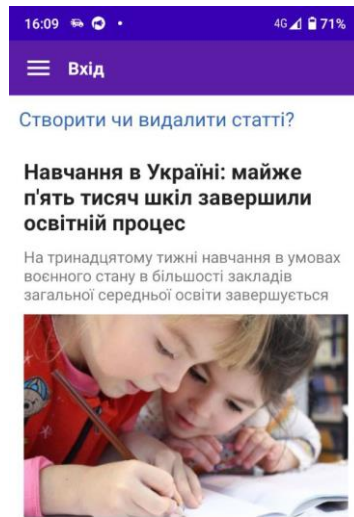 16:09 4G 71%
Вхід
Створити чи видалити статті?
Навчання в Україні: майже
п'ять тисяч шкіл завершили
освітній процес
На тринадцятому тижні навчання в умовах
воєнного стану в більшості закладів
загальної середньої освіти завершується